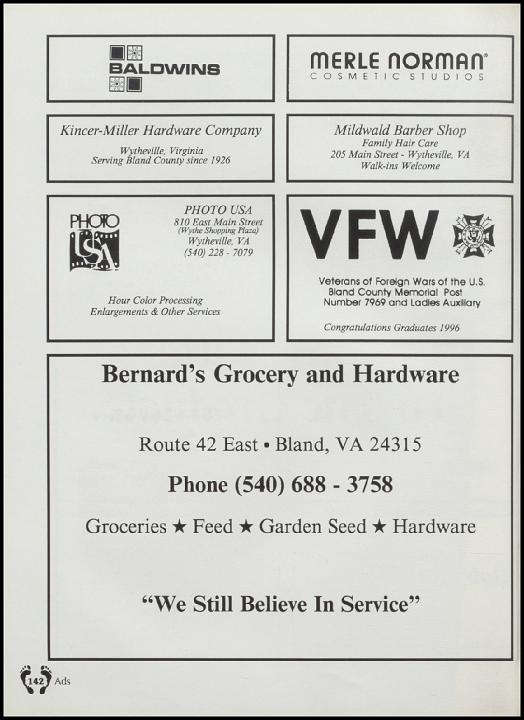 BALDWINS
MERLE NORMAN®
COSMETIC STUDIOS
Kincer-Miller Hardware Company
Wytheville, Virginia
Serving Bland County since 1926
Mildwald Barber Shop
Family Hair Care
205 Main Street - Wytheville, VA
Walk-ins Welcome
PHOTO
USA
PHOTO USA
810 East Main Street
(Wythe Shopping Plaza)
Wytheville, VA
(540) 228 - 7079
Hour Color Processing
Enlargements & Other Services
VFW
Veterans of Foreign Wars of the U.S.
Bland County Memorial Post
Number 7969 and Ladies Auxiliary
Congratulations Graduates 1996
Bernard's Grocery and Hardware
Route 42 East • Bland, VA 24315
Phone (540) 688 - 3758
Groceries ★ Feed ★ Garden Seed ★ Hardware
“We Still Believe In Service”
142 Ads